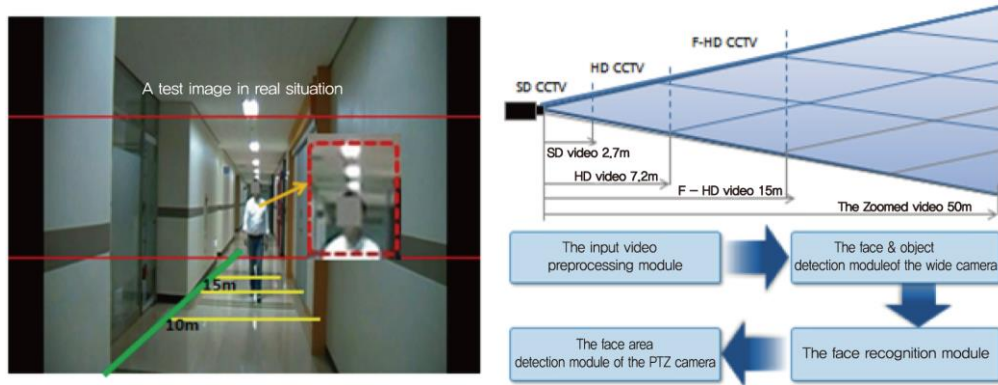 A test image in real situation
15m
10m
F-HD CCTV
HD CCTV
SD CCTV
SD video 2,7m
HD video 7,2m
F – HD video 15m
The Zoomed video 50m
The input video
preprocessing module
The face & object
detection moduleof the wide camera
The face area
detection module of the PTZ camera
The face recognition module